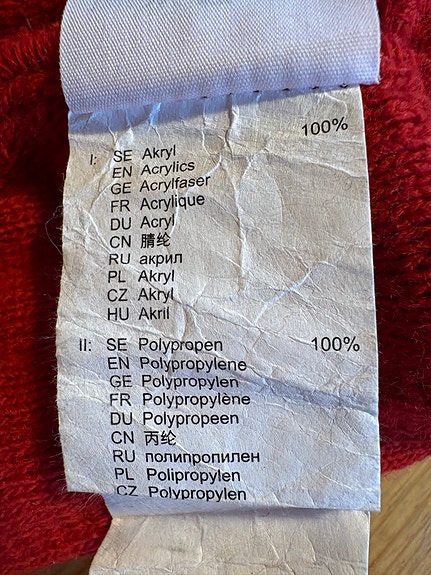 100%
I: SE Akryl
EN Acrylics
GE Acrylfaser
FR Acrylique
DU Acryl
CN 腈纶
RU акрил
PL Akryl
CZ Akryl
HU Akril
II: SE Polypropen 100%
EN Polypropylene
GE Polypropylen
FR Polypropylène
DU Polypropeen
CN 丙纶
RU полипропилен
PL Polipropylen
CZ Polypropylen